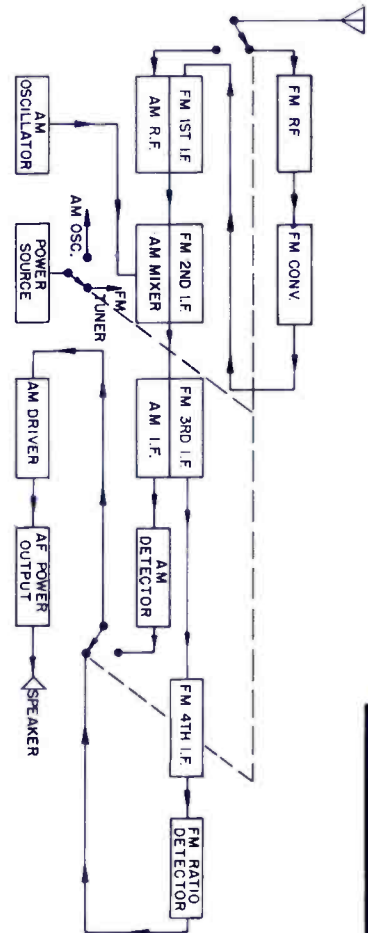 FM RF
FM CONV.
FM 1ST I.F.
AM R.F.
FM 2ND I.F.
AM MIXER
FM 3RD I.F.
AM I.F.
AM
DETECTOR
FM 4TH I.F.
FM RATIO
DETECTOR
AM
OSCILLATOR
AM OSC.
FM
TUNER
POWER
SOURCE
AM DRIVER
AF POWER
OUTPUT
SPEAKER